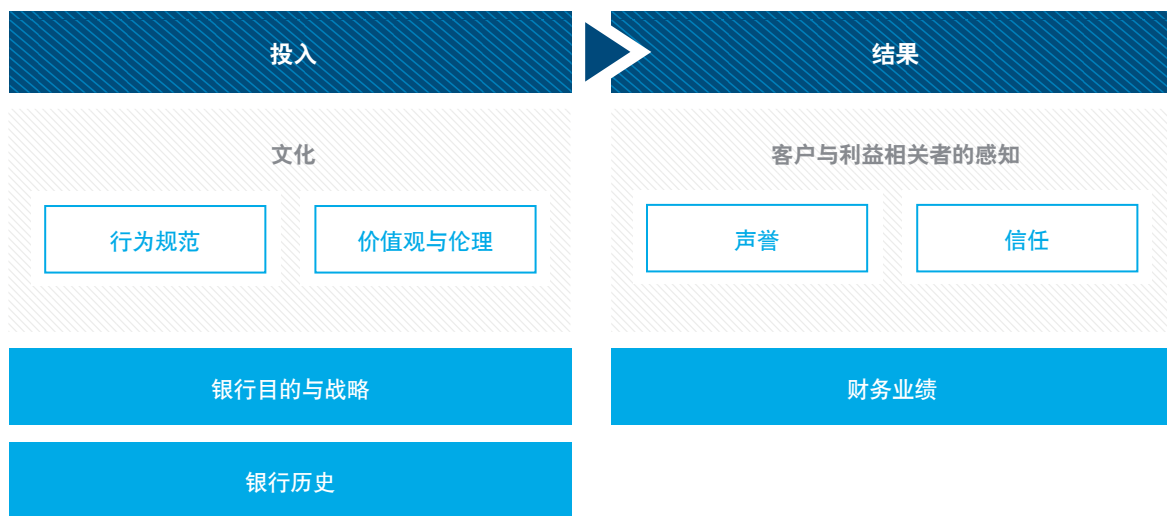 投入
结果
文化
行为规范
价值观与伦理
客户与利益相关者的感知
声誉
信任
银行目的与战略
财务业绩
银行历史